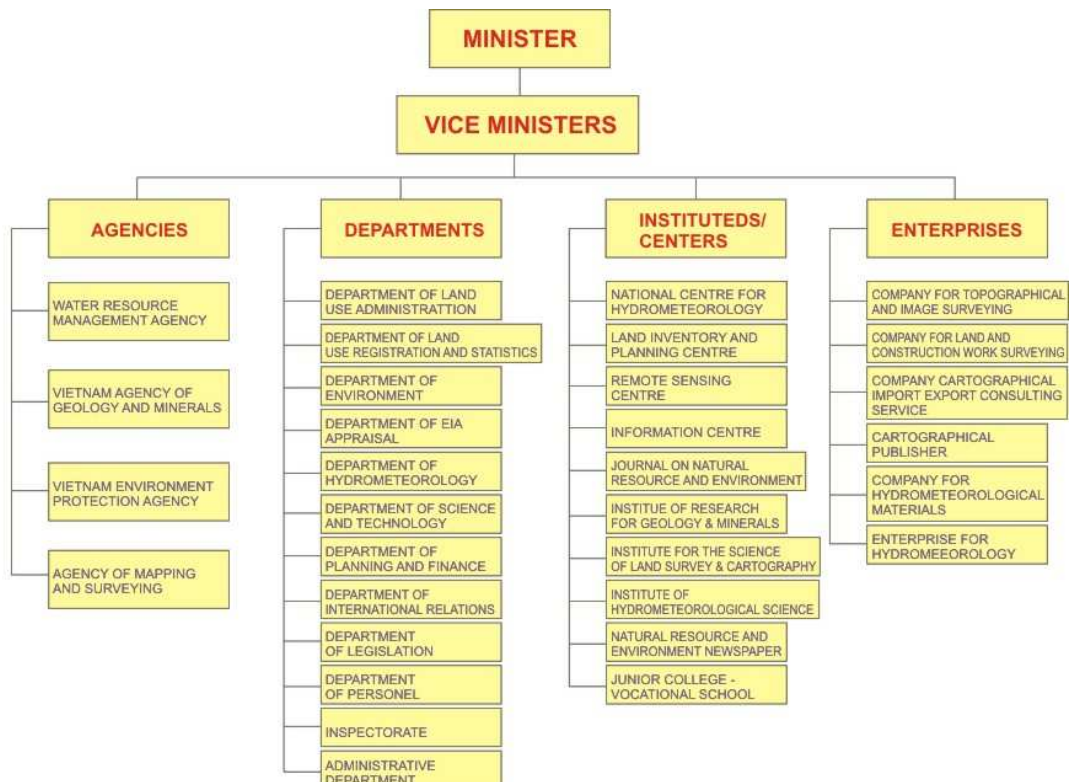 MINISTER
VICE MINISTERS
AGENCIES
WATER RESOURCE
MANAGEMENT AGENCY
VIETNAM AGENCY OF
GEOLOGY AND MINERALS
VIETNAM ENVIRONMENT
PROTECTION AGENCY
AGENCY OF MAPPING
AND SURVEYING
DEPARTMENTS
DEPARTMENT OF LAND
USE ADMINISTRATTION
DEPARTMENT OF LAND
USE REGISTRATION AND STATISTICS
DEPARTMENT OF
ENVIRONMENT
DEPARTMENT OF EIA
APPRAISAL
DEPARTMENT OF
HYDROMETEOROLOGY
DEPARTMENT OF SCIENCE
AND TECHNOLOGY
DEPARTMENT OF
PLANNING AND FINANCE
DEPARTMENT OF
INTERNATIONAL RELATIONS
DEPARTMENT
OF LEGISLATION
DEPARTMENT
OF PERSONEL
INSPECTORATE
ADMINISTRATIVE
DEPARTMENT
INSTITUTEDS/
CENTERS
NATIONAL CENTRE FOR
HYDROMETEOROLOGY
LAND INVENTORY AND
PLANNING CENTRE
REMOTE SENSING
CENTRE
INFORMATION CENTRE
JOURNAL ON NATURAL
RESOURCE AND ENVIRONMENT
INSTITUE OF RESEARCH
FOR GEOLOGY & MINERALS
INSTITUTE FOR THE SCIENCE
OF LAND SURVEY & CARTOGRAPHY
INSTITUTE OF
HYDROMETEOROLOGICAL SCIENCE
NATURAL RESOURCE AND
ENVIRONMENT NEWSPAPER
JUNIOR COLLEGE -
VOCATIONAL SCHOOL
ENTERPRISES
COMPANY FOR TOPOGRAPHICAL
AND IMAGE SURVEYING
COMPANY FOR LAND AND
CONSTRUCTION WORK SURVEYING
COMPANY CARTOGRAPHICAL
IMPORT EXPORT CONSULTING
SERVICE
CARTOGRAPHICAL
PUBLISHER
COMPANY FOR
HYDROMETEOROLOGICAL
MATERIALS
ENTERPRISE FOR
HYDROMEEOROLOGY